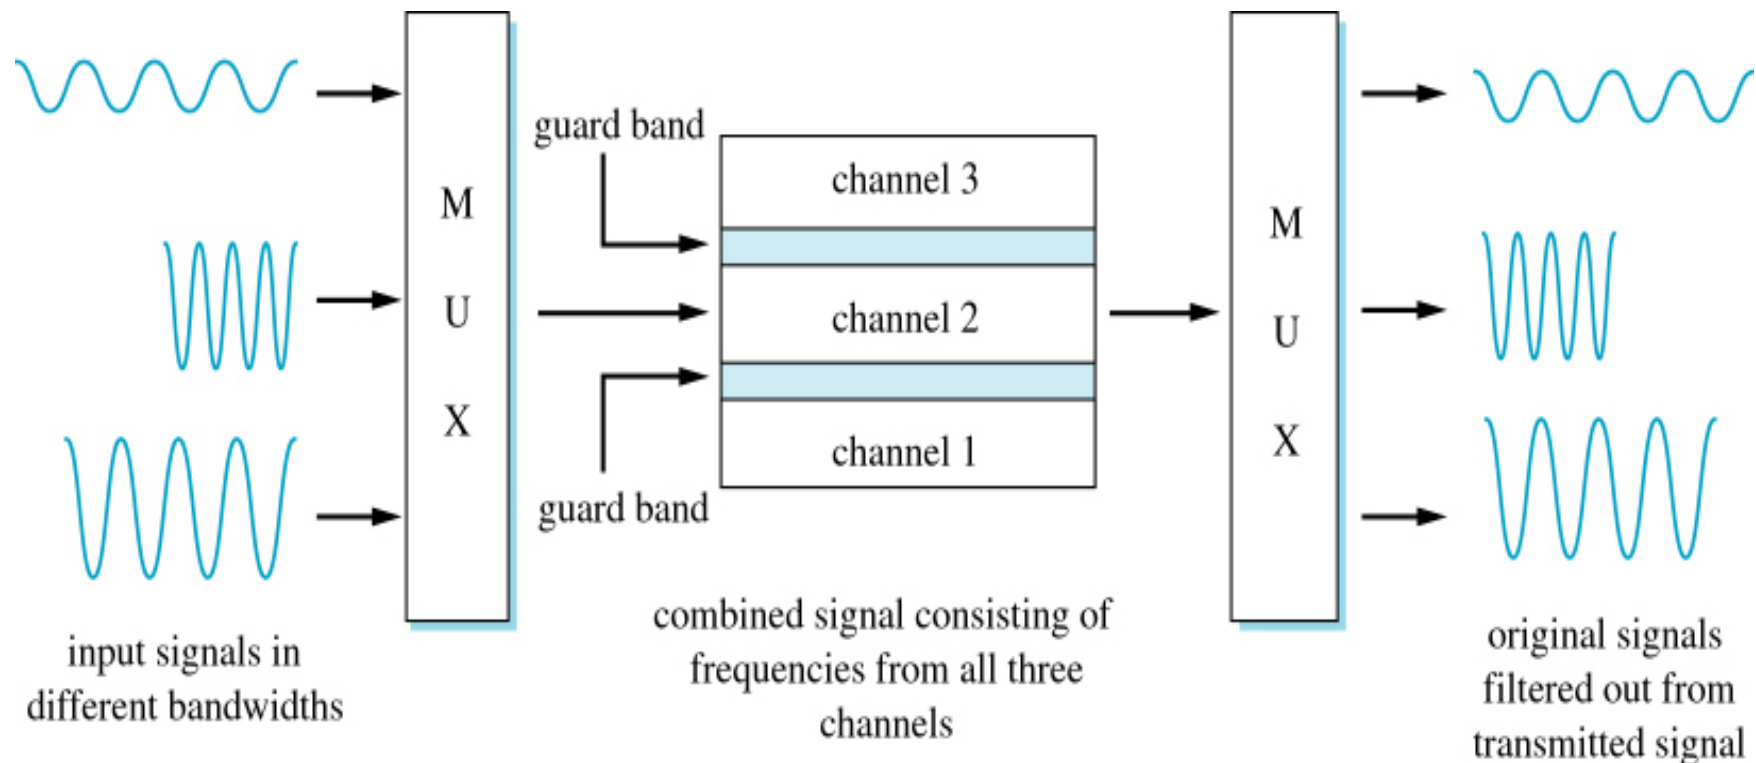 guard band
channel 3
channel 2
channel 1
guard band
M
U
X
M
U
X
input signals in
different bandwidths
combined signal consisting of
frequencies from all three
channels
original signals
filtered out from
transmitted signal